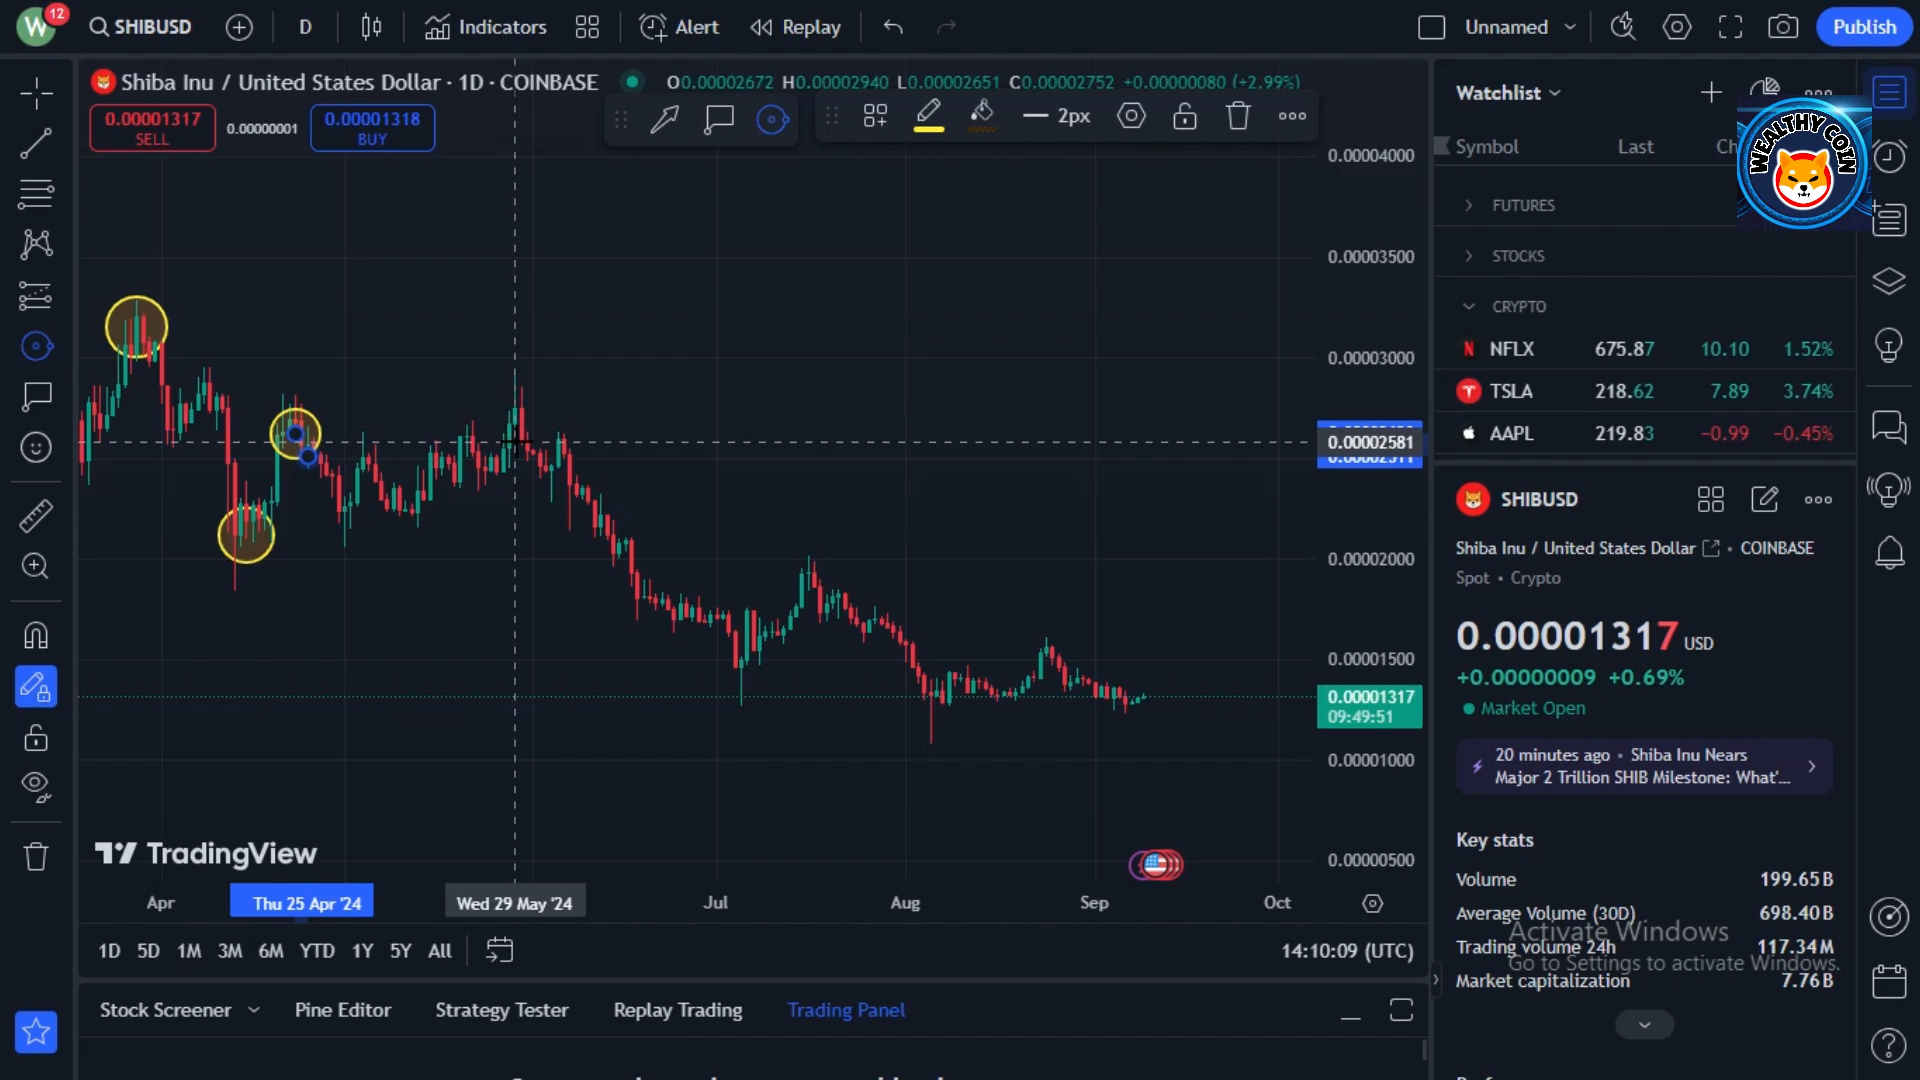 W 12 SHIBUSD D Indicators Alert Replay Unnamed Publish
Shiba Inu / United States Dollar · 1D · COINBASE O0.00002672 H0.00002940 L0.00002651 C0.00002752 +0.00000080 (+2.99%)
0.00001317
SELL
0.00000001
0.00001318
BUY
2px
0.00004000
0.00003500
0.00003000
0.00002581
0.00002511
0.00002000
0.00001500
0.00001317
09:49:51
0.00001000
0.00000500
TradingView
Apr Thu 25 Apr '24 Wed 29 May '24 Jul Aug Sep Oct
1D 5D 1M 3M 6M YTD 1Y 5Y All 14:10:09 (UTC)
Stock Screener Pine Editor Strategy Tester Replay Trading Trading Panel
Watchlist
WEALTHY COIN
Symbol Last Ch
FUTURES
STOCKS
CRYPTO
NFLX 675.87 10.10 1.52%
TSLA 218.62 7.89 3.74%
AAPL 219.83 −0.99 −0.45%
SHIBUSD
Shiba Inu / United States Dollar • COINBASE
Spot • Crypto
0.00001317 USD
+0.00000009 +0.69%
Market Open
20 minutes ago • Shiba Inu Nears
Major 2 Trillion SHIB Milestone: What'...
Key stats
Volume 199.65B
Average Volume (30D) 698.40B
Trading volume 24h 117.34M
Market capitalization 7.76B
Activate Windows
Go to Settings to activate Windows.